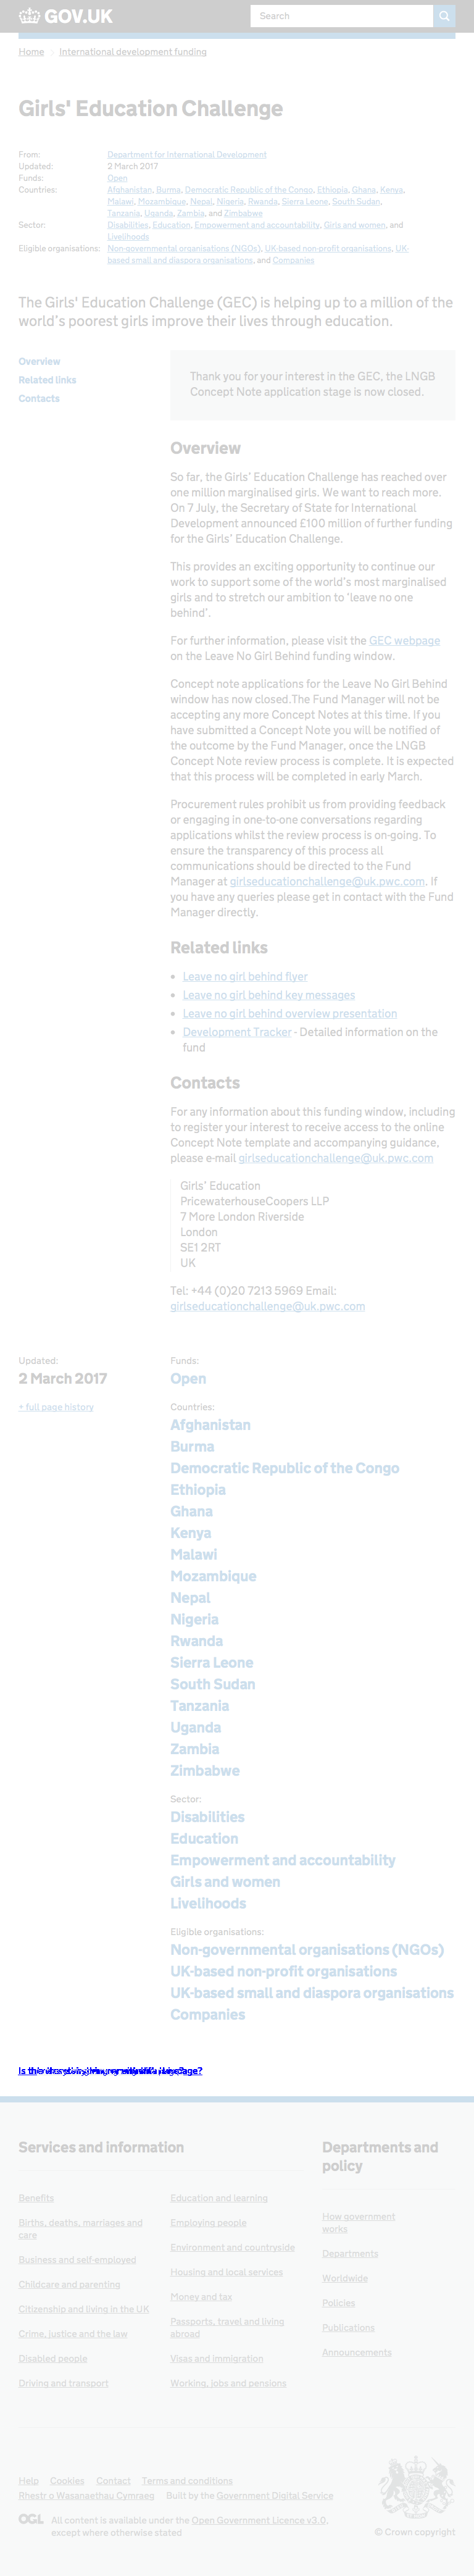 GOV.UK
Search
Home International development funding
Girls' Education Challenge
From: Department for International Development
Updated: 2 March 2017
Funds: Open
Countries: Afghanistan, Burma, Democratic Republic of the Congo, Ethiopia, Ghana, Kenya,
Malawi, Mozambique, Nepal, Nigeria, Rwanda, Sierra Leone, South Sudan,
Tanzania, Uganda, Zambia, and Zimbabwe
Sector: Disabilities, Education, Empowerment and accountability, Girls and women, and
Livelihoods
Eligible organisations: Non-governmental organisations (NGOs), UK-based non-profit organisations, UK-
based small and diaspora organisations, and Companies
The Girls' Education Challenge (GEC) is helping up to a million of the
world's poorest girls improve their lives through education.
Overview
Related links
Contacts
Thank you for your interest in the GEC, the LNGB
Concept Note application stage is now closed.
Overview
So far, the Girls' Education Challenge has reached over
one million marginalised girls. We want to reach more.
On 7 July, the Secretary of State for International
Development announced £100 million of further funding
for the Girls' Education Challenge.
This provides an exciting opportunity to continue our
work to support some of the world's most marginalised
girls and to stretch our ambition to 'leave no one
behind'.
For further information, please visit the GEC webpage
on the Leave No Girl Behind funding window.
Concept note applications for the Leave No Girl Behind
window has now closed.The Fund Manager will not be
accepting any more Concept Notes at this time. If you
have submitted a Concept Note you will be notified of
the outcome by the Fund Manager, once the LNGB
Concept Note review process is complete. It is expected
that this process will be completed in early March.
Procurement rules prohibit us from providing feedback
or engaging in one-to-one conversations regarding
applications whilst the review process is on-going. To
ensure the transparency of this process all
communications should be directed to the Fund
Manager at girlseducationchallenge@uk.pwc.com. If
you have any queries please get in contact with the Fund
Manager directly.
Related links
• Leave no girl behind flyer
• Leave no girl behind key messages
• Leave no girl behind overview presentation
• Development Tracker - Detailed information on the
fund
Contacts
For any information about this funding window, including
to register your interest to receive access to the online
Concept Note template and accompanying guidance,
please e-mail girlseducationchallenge@uk.pwc.com
Girls' Education
PricewaterhouseCoopers LLP
7 More London Riverside
London
SE1 2RT
UK
Tel: +44 (0)20 7213 5969 Email:
girlseducationchallenge@uk.pwc.com
Updated:
2 March 2017
+ full page history
Funds:
Open
Countries:
Afghanistan
Burma
Democratic Republic of the Congo
Ethiopia
Ghana
Kenya
Malawi
Mozambique
Nepal
Nigeria
Rwanda
Sierra Leone
South Sudan
Tanzania
Uganda
Zambia
Zimbabwe
Sector:
Disabilities
Education
Empowerment and accountability
Girls and women
Livelihoods
Eligible organisations:
Non-governmental organisations (NGOs)
UK-based non-profit organisations
UK-based small and diaspora organisations
Companies
Services and information
Benefits
Births, deaths, marriages and
care
Business and self-employed
Childcare and parenting
Citizenship and living in the UK
Crime, justice and the law
Disabled people
Driving and transport
Education and learning
Employing people
Environment and countryside
Housing and local services
Money and tax
Passports, travel and living
abroad
Visas and immigration
Working, jobs and pensions
Departments and
policy
How government
works
Departments
Worldwide
Policies
Publications
Announcements
Help Cookies Contact Terms and conditions
Rhestr o Wasanaethau Cymraeg Built by the Government Digital Service
OGL All content is available under the Open Government Licence v3.0,
except where otherwise stated
© Crown copyright